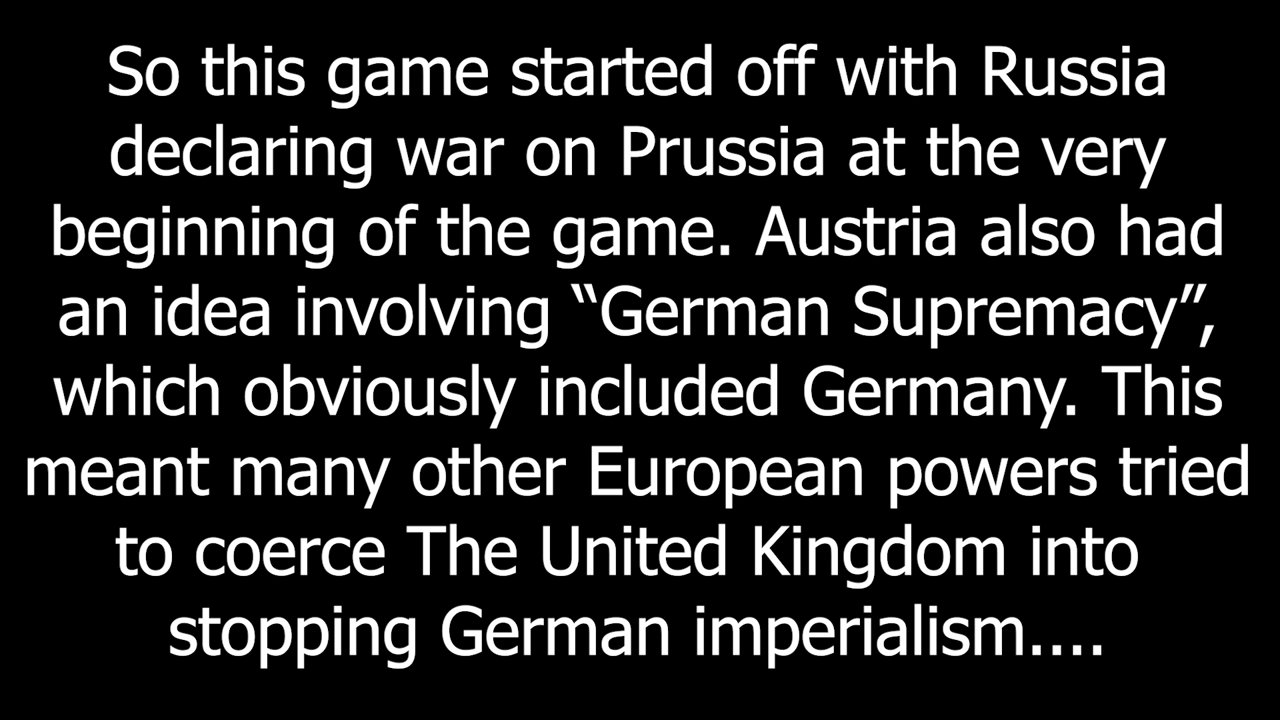 So this game started off with Russia
declaring war on Prussia at the very
beginning of the game. Austria also had
an idea involving “German Supremacy”,
which obviously included Germany. This
meant many other European powers tried
to coerce The United Kingdom into
stopping German imperialism....